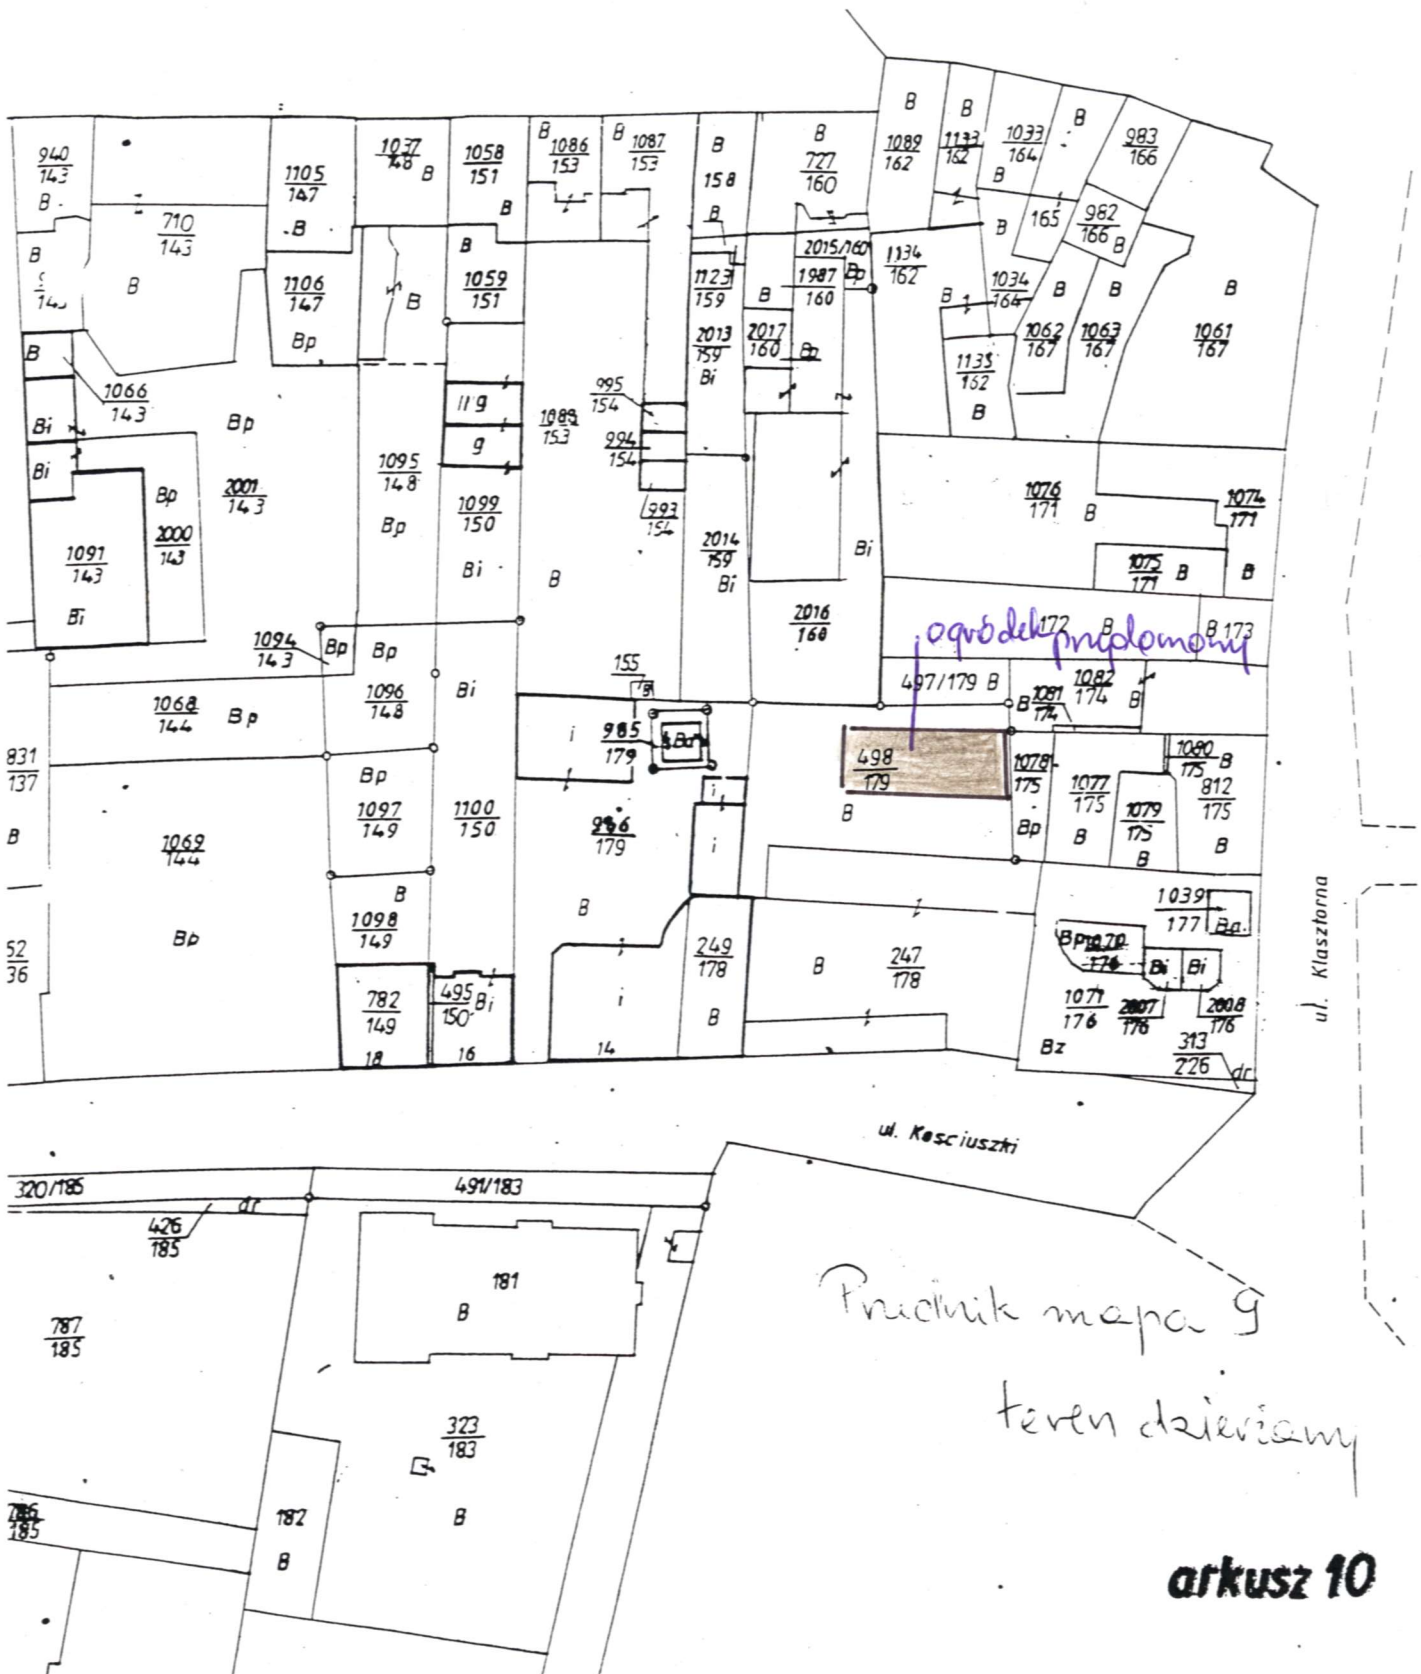 940
143
B
710
143
B
1105
147
B
1037
148
B
1058
151
B
B
1086
153
B
1087
153
B
158
B
B
727
160
B
1089
162
B
1133
162
1033
164
B
B
983
166
165
982
166
B
B
143
B
1106
147
Bp
B
B
1059
151
1123
159
2015/160
1987
160
Bp
1134
162
B
1034
164
B
B
B
1062
167
1063
167
1061
167
B
2013
159
Bi
2017
160
Bp
1135
162
B
B
1066
143
Bi
Bi
Bp
2001
143
Bp
2000
143
1091
143
Bi
1095
148
Bp
g
g
1099
150
Bi
153
B
995
154
994
154
993
154
2014
159
Bi
Bi
1076
171
B
1074
171
1075
171
B
B
2016
160
ogródek przydomowy
172
B
B 173
1094
143
Bp
Bp
1096
148
Bi
155
B
497/179 B
B
1081
174
1082
174
B
1068
144
Bp
i
985
179
Ba
498
179
B
1078
175
Bp
1077
175
B
1080
175
B
1079
175
B
812
175
B
831
137
B
1069
144
Bp
Bp
1097
149
1100
150
986
179
B
i
i
B
1098
149
249
178
B
B
247
178
1039
177
Ba
Bp
1070
176
Bi
Bi
1071
176
2007
176
2008
176
Bz
313
226
dr
52
36
782
149
18
495
150
Bi
16
i
14
ul. Klasztorna
ul. Kosciuszki
320/185
dr
491/183
426
185
181
B
787
185
323
183
B
182
B
786
185
Prudnik mapa 9
teren dzierżawy
arkusz 10